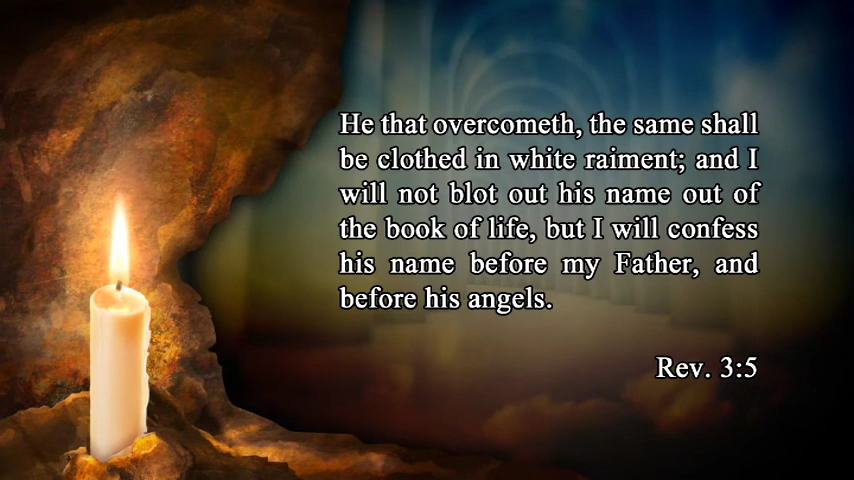 He that overcometh, the same shall
be clothed in white raiment; and I
will not blot out his name out of
the book of life, but I will confess
his name before my Father, and
before his angels.
Rev. 3:5